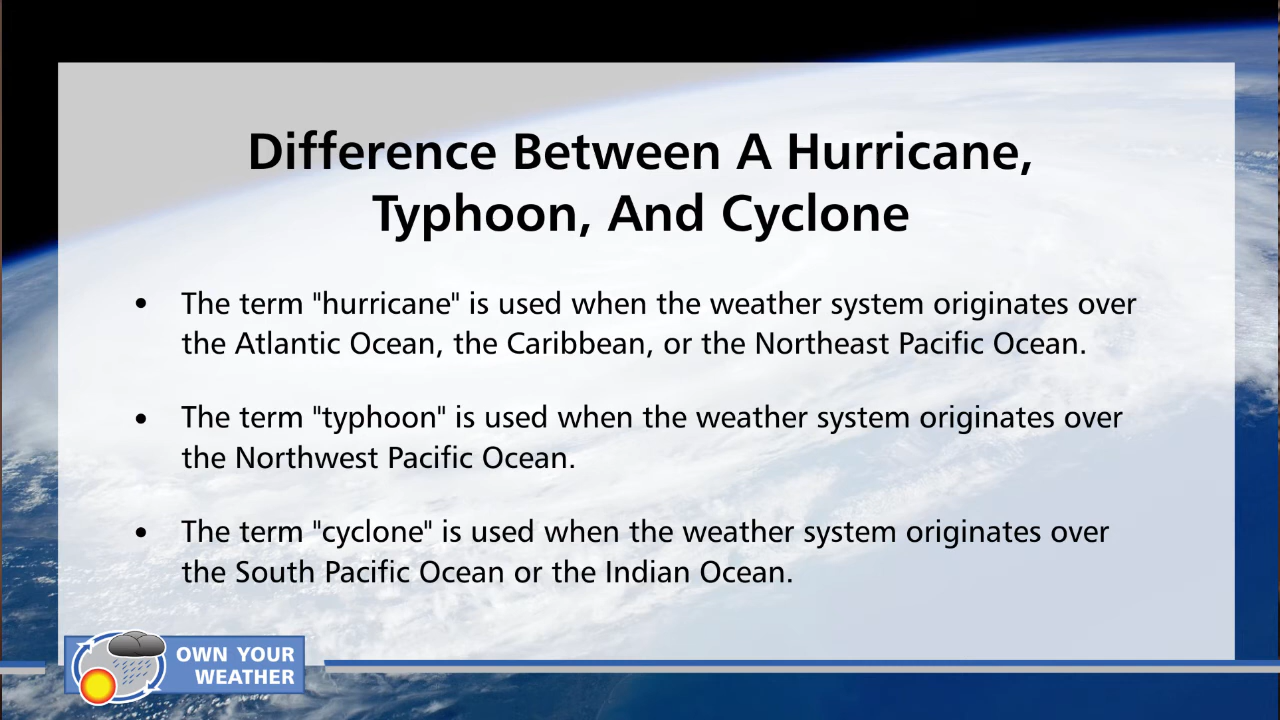 Difference Between A Hurricane,
Typhoon, And Cyclone
• The term "hurricane" is used when the weather system originates over
the Atlantic Ocean, the Caribbean, or the Northeast Pacific Ocean.
• The term "typhoon" is used when the weather system originates over
the Northwest Pacific Ocean.
• The term "cyclone" is used when the weather system originates over
the South Pacific Ocean or the Indian Ocean.
OWN YOUR
WEATHER